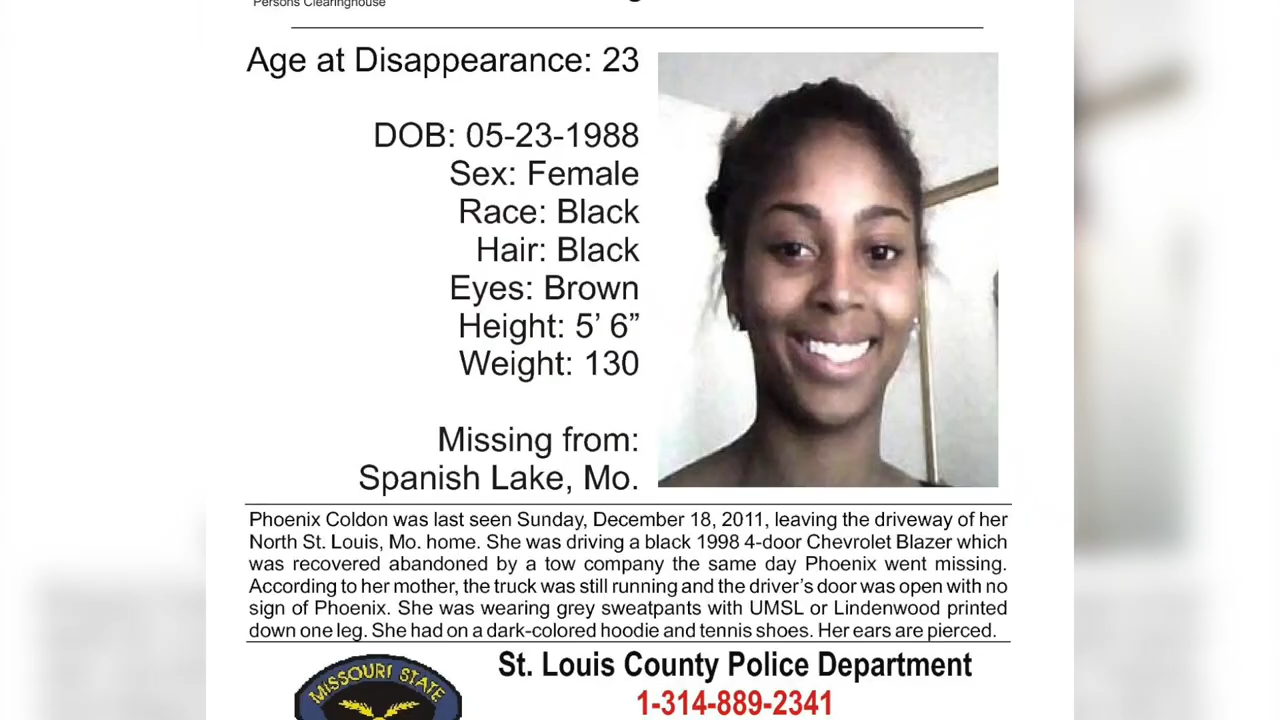 Persons Clearinghouse
Age at Disappearance: 23
DOB: 05-23-1988
Sex: Female
Race: Black
Hair: Black
Eyes: Brown
Height: 5’ 6”
Weight: 130
Missing from:
Spanish Lake, Mo.
Phoenix Coldon was last seen Sunday, December 18, 2011, leaving the driveway of her
North St. Louis, Mo. home. She was driving a black 1998 4-door Chevrolet Blazer which
was recovered abandoned by a tow company the same day Phoenix went missing.
According to her mother, the truck was still running and the driver’s door was open with no
sign of Phoenix. She was wearing grey sweatpants with UMSL or Lindenwood printed
down one leg. She had on a dark-colored hoodie and tennis shoes. Her ears are pierced.
MISSOURI STATE
St. Louis County Police Department
1-314-889-2341